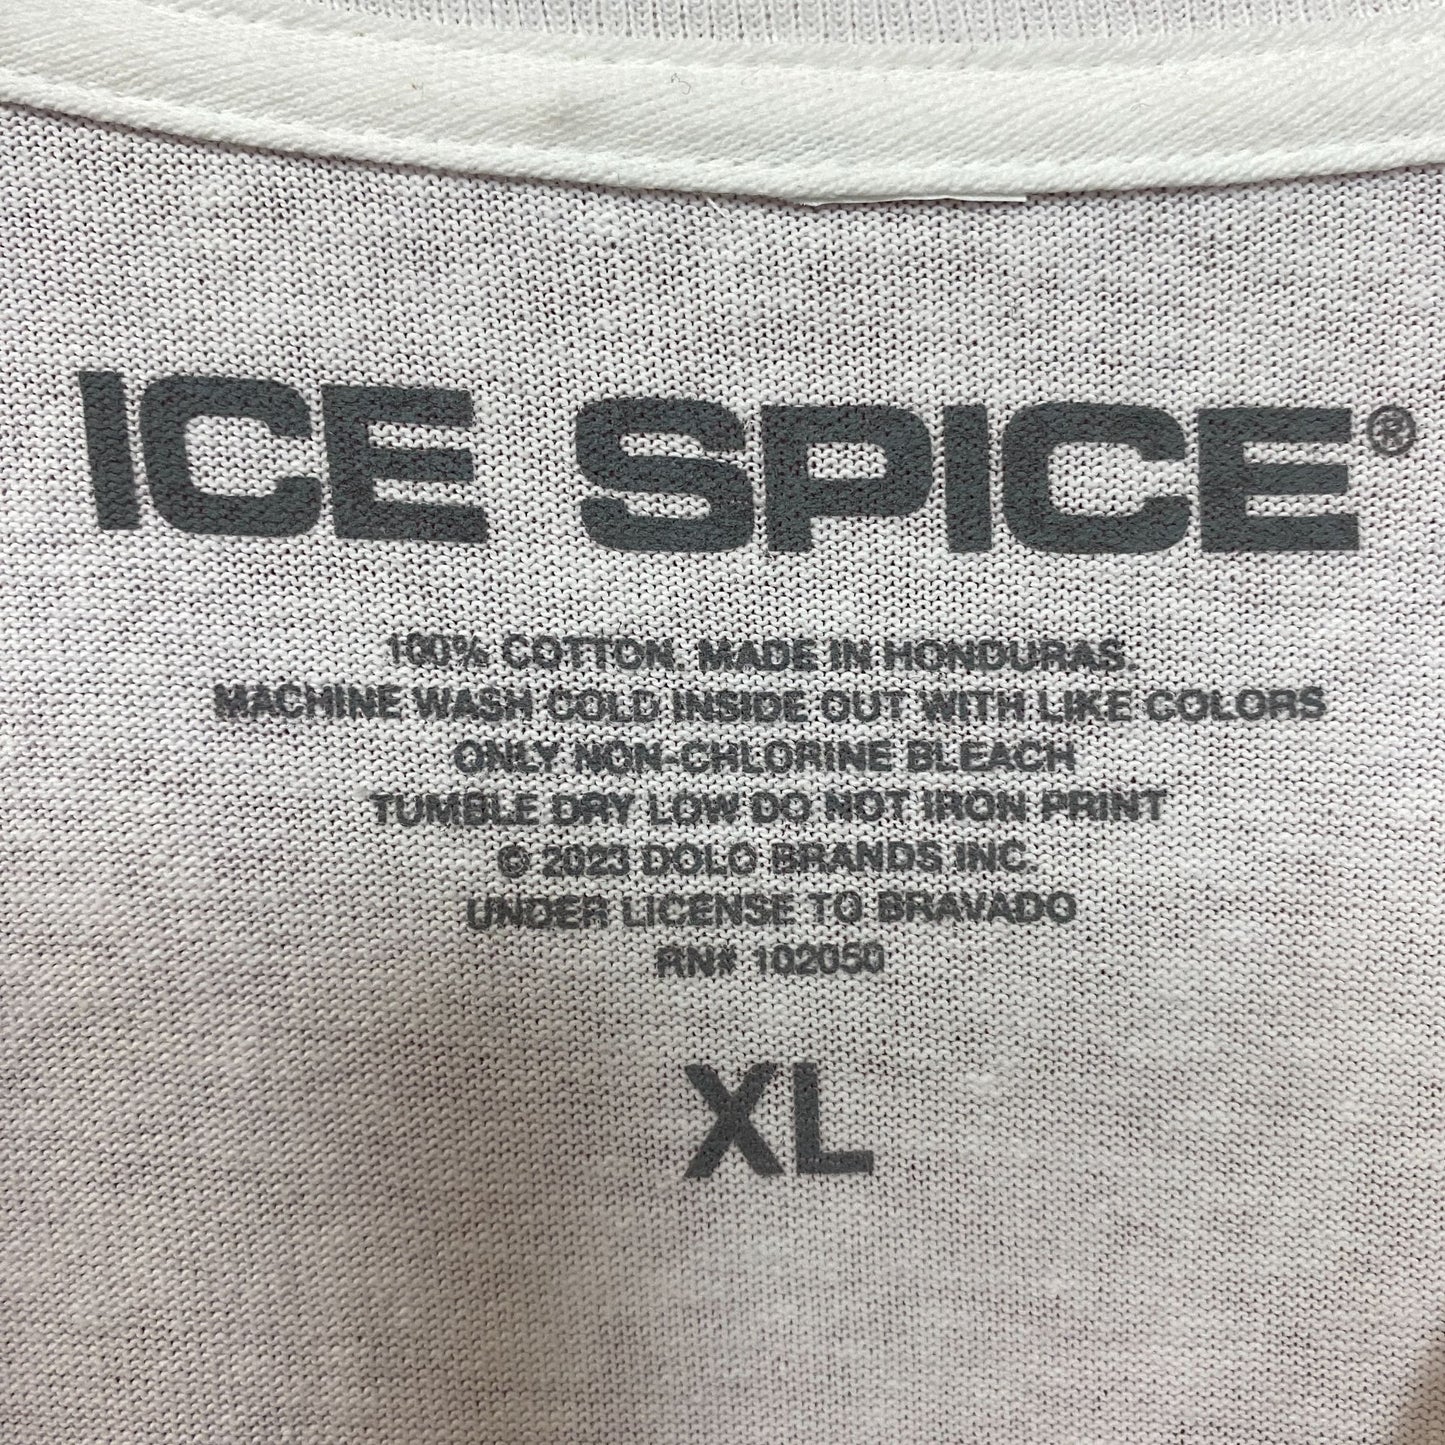 ICE SPICE®
100% COTTON. MADE IN HONDURAS.
MACHINE WASH COLD INSIDE OUT WITH LIKE COLORS
ONLY NON-CHLORINE BLEACH
TUMBLE DRY LOW DO NOT IRON PRINT
© 2023 DOLO BRANDS INC.
UNDER LICENSE TO BRAVADO
RN# 102050
XL